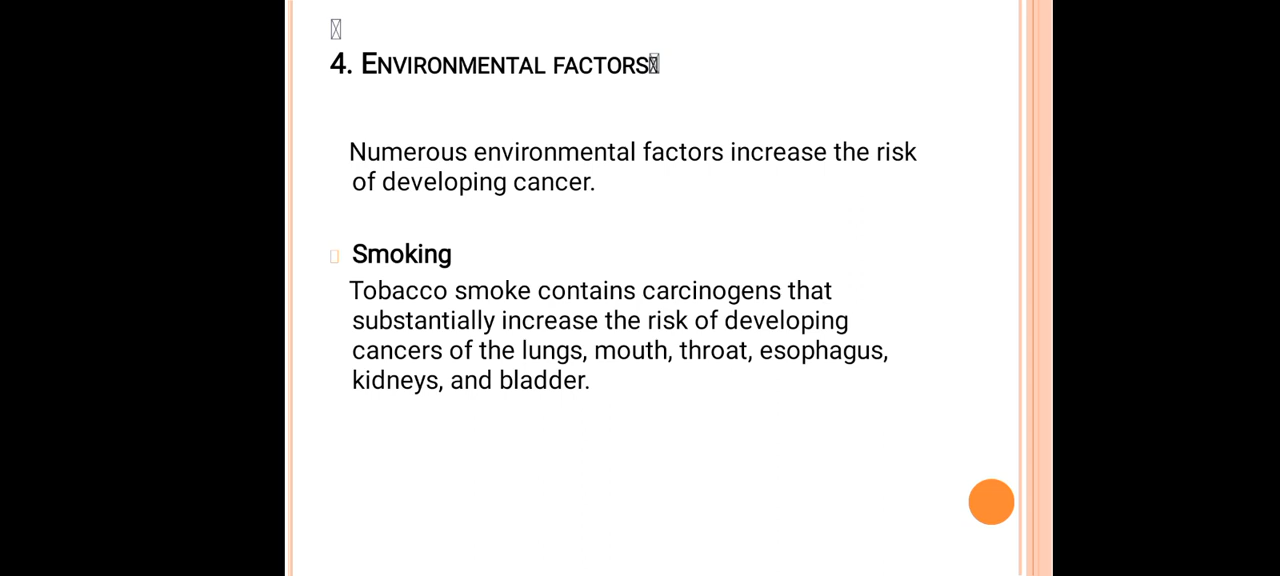 4. ENVIRONMENTAL FACTORS
Numerous environmental factors increase the risk
of developing cancer.
Smoking
Tobacco smoke contains carcinogens that
substantially increase the risk of developing
cancers of the lungs, mouth, throat, esophagus,
kidneys, and bladder.